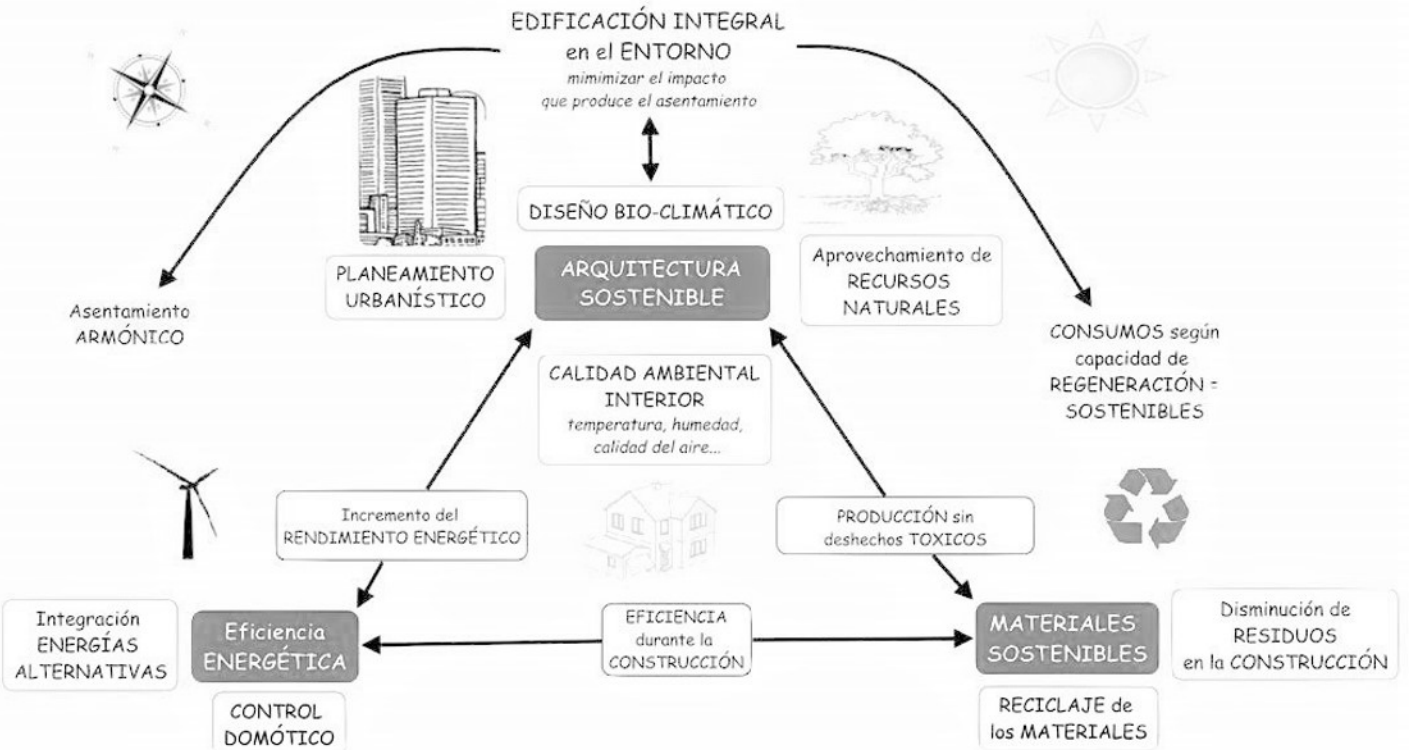 EDIFICACIÓN INTEGRAL
en el ENTORNO
mimimizar el impacto
que produce el asentamiento
DISEÑO BIO-CLIMÁTICO
PLANEAMIENTO
URBANÍSTICO
ARQUITECTURA
SOSTENIBLE
Aprovechamiento de
RECURSOS
NATURALES
Asentamiento
ARMÓNICO
CONSUMOS según
capacidad de
REGENERACIÓN =
SOSTENIBLES
CALIDAD AMBIENTAL
INTERIOR
temperatura, humedad,
calidad del aire...
Incremento del
RENDIMIENTO ENERGÉTICO
PRODUCCIÓN sin
deshechos TOXICOS
Integración
ENERGÍAS
ALTERNATIVAS
Eficiencia
ENERGÉTICA
EFICIENCIA
durante la
CONSTRUCCIÓN
MATERIALES
SOSTENIBLES
Disminución de
RESIDUOS
en la CONSTRUCCIÓN
CONTROL
DOMÓTICO
RECICLAJE de
los MATERIALES